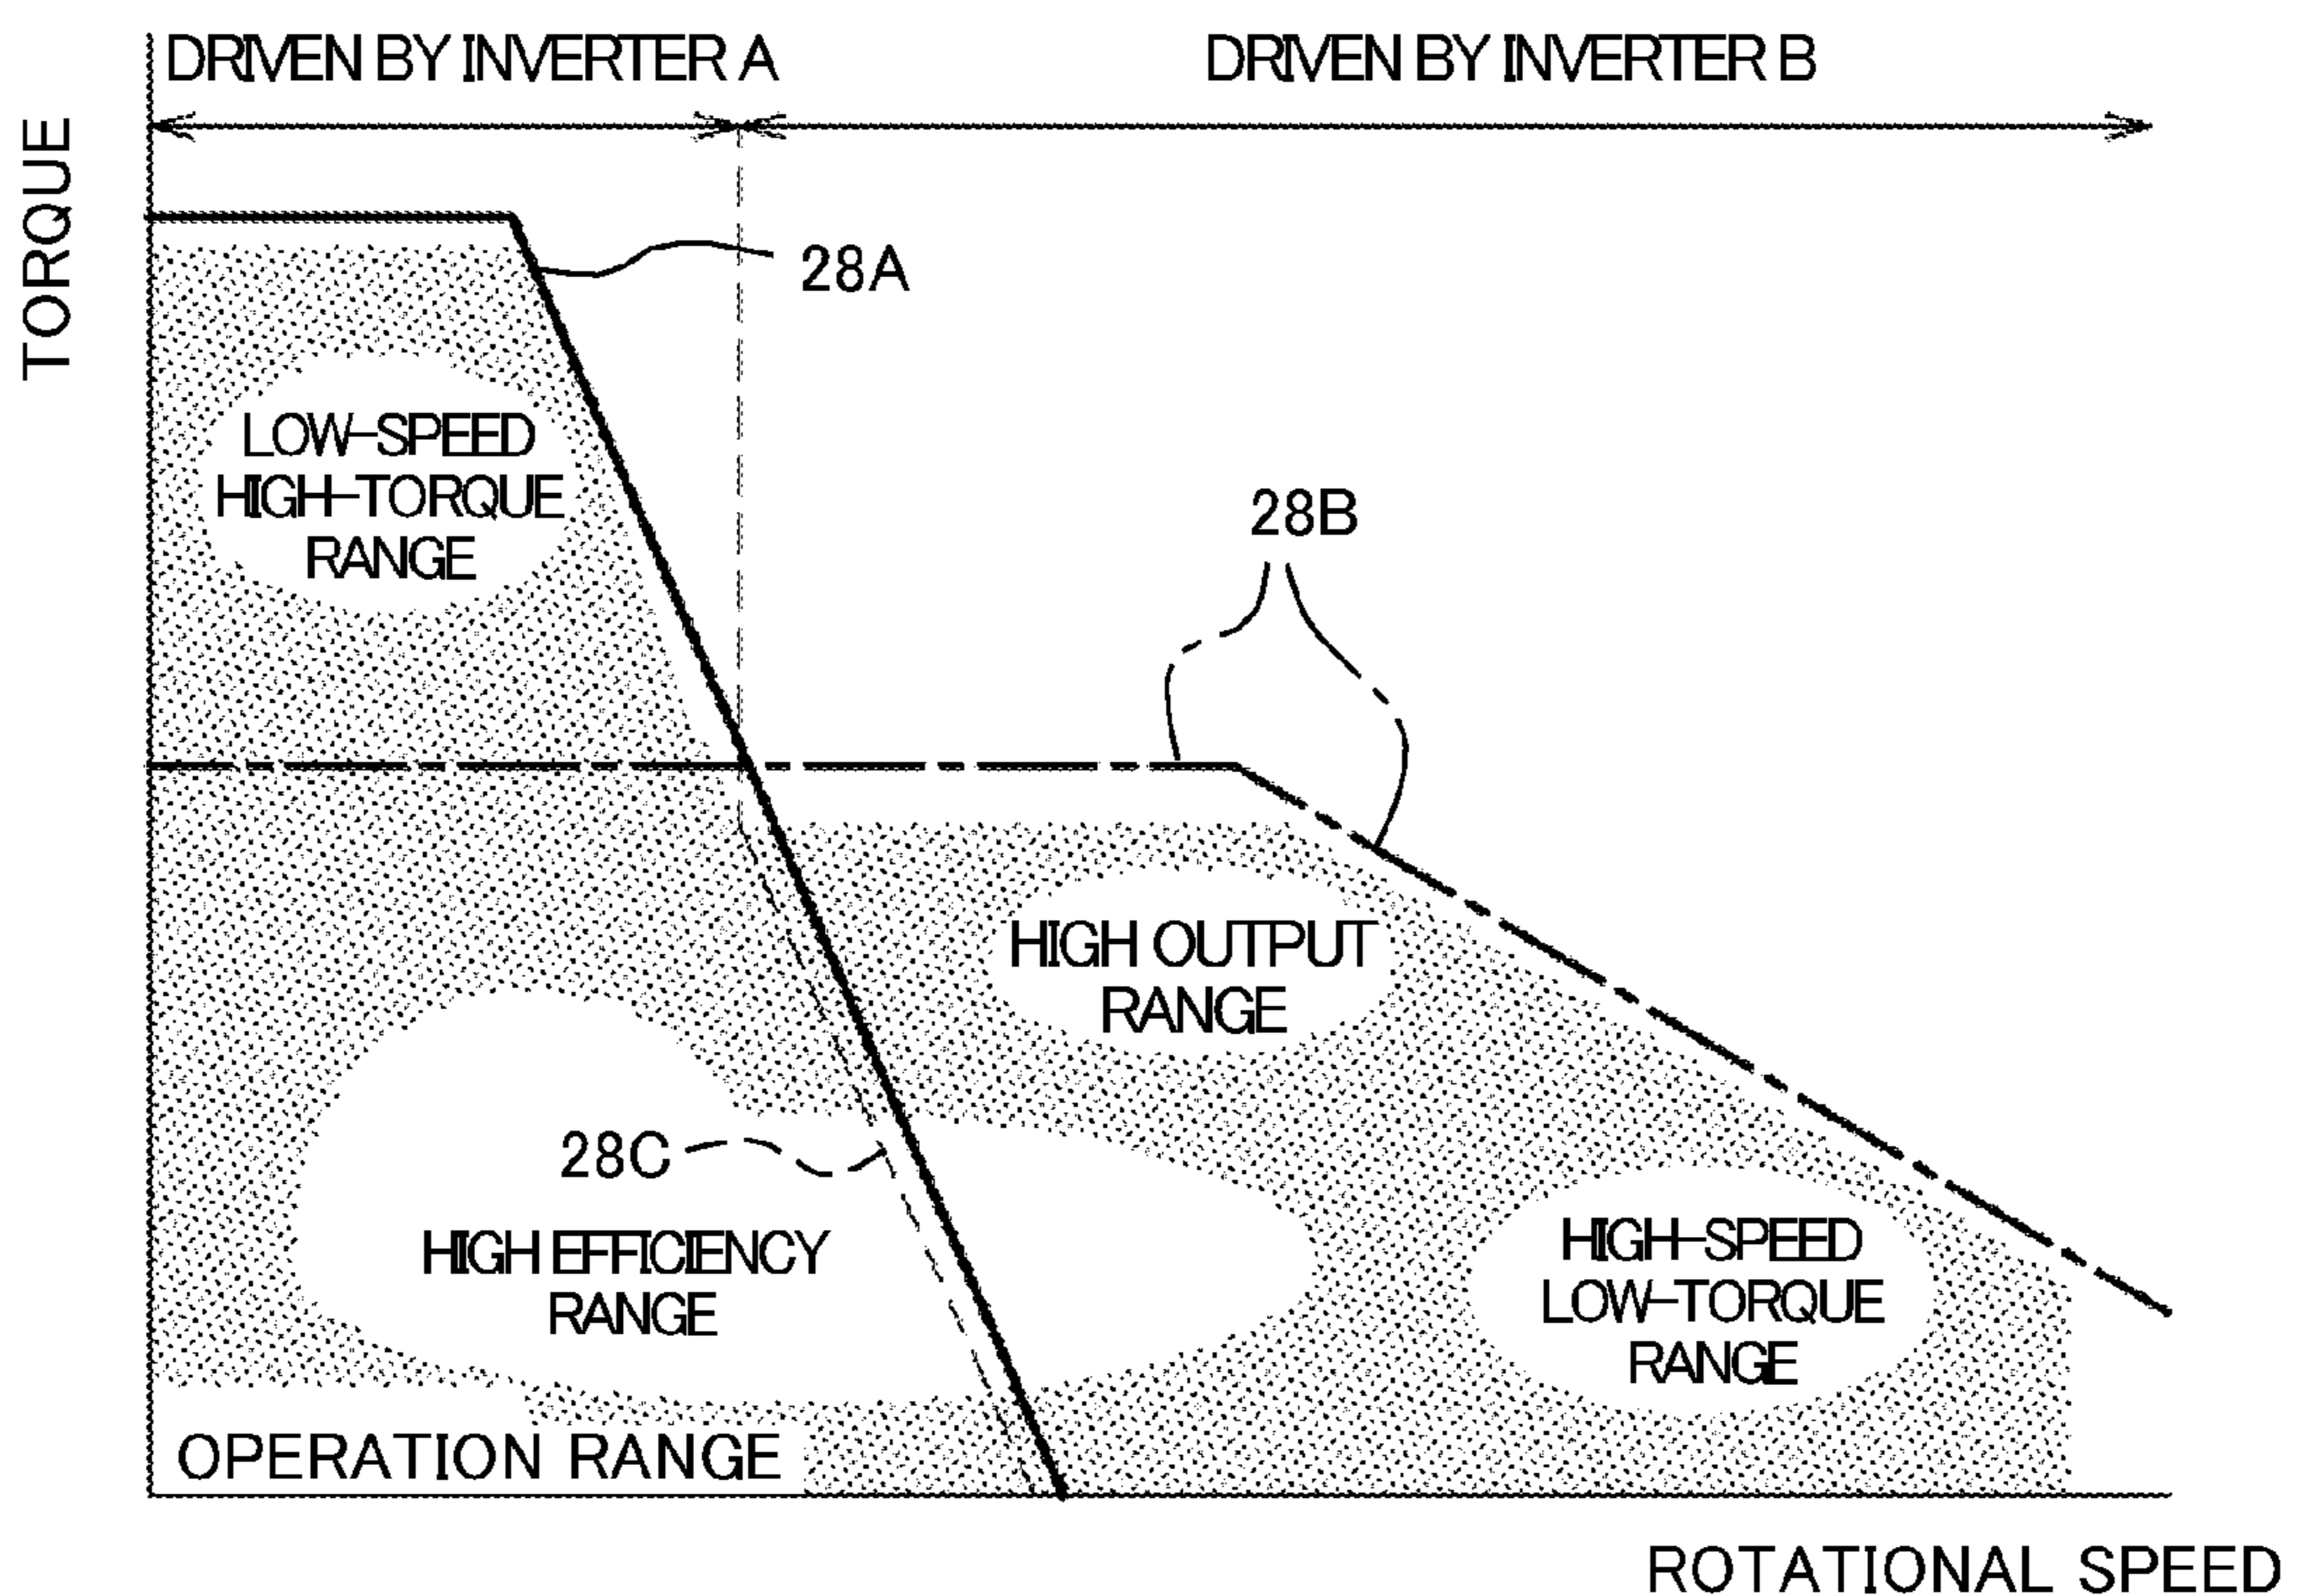 DRIVEN BY INVERTER A
DRIVEN BY INVERTER B
TORQUE
28A
LOW-SPEED
HIGH-TORQUE
RANGE
28B
HIGH OUTPUT
RANGE
28C
HIGH EFFICIENCY
RANGE
HIGH-SPEED
LOW-TORQUE
RANGE
OPERATION RANGE
ROTATIONAL SPEED